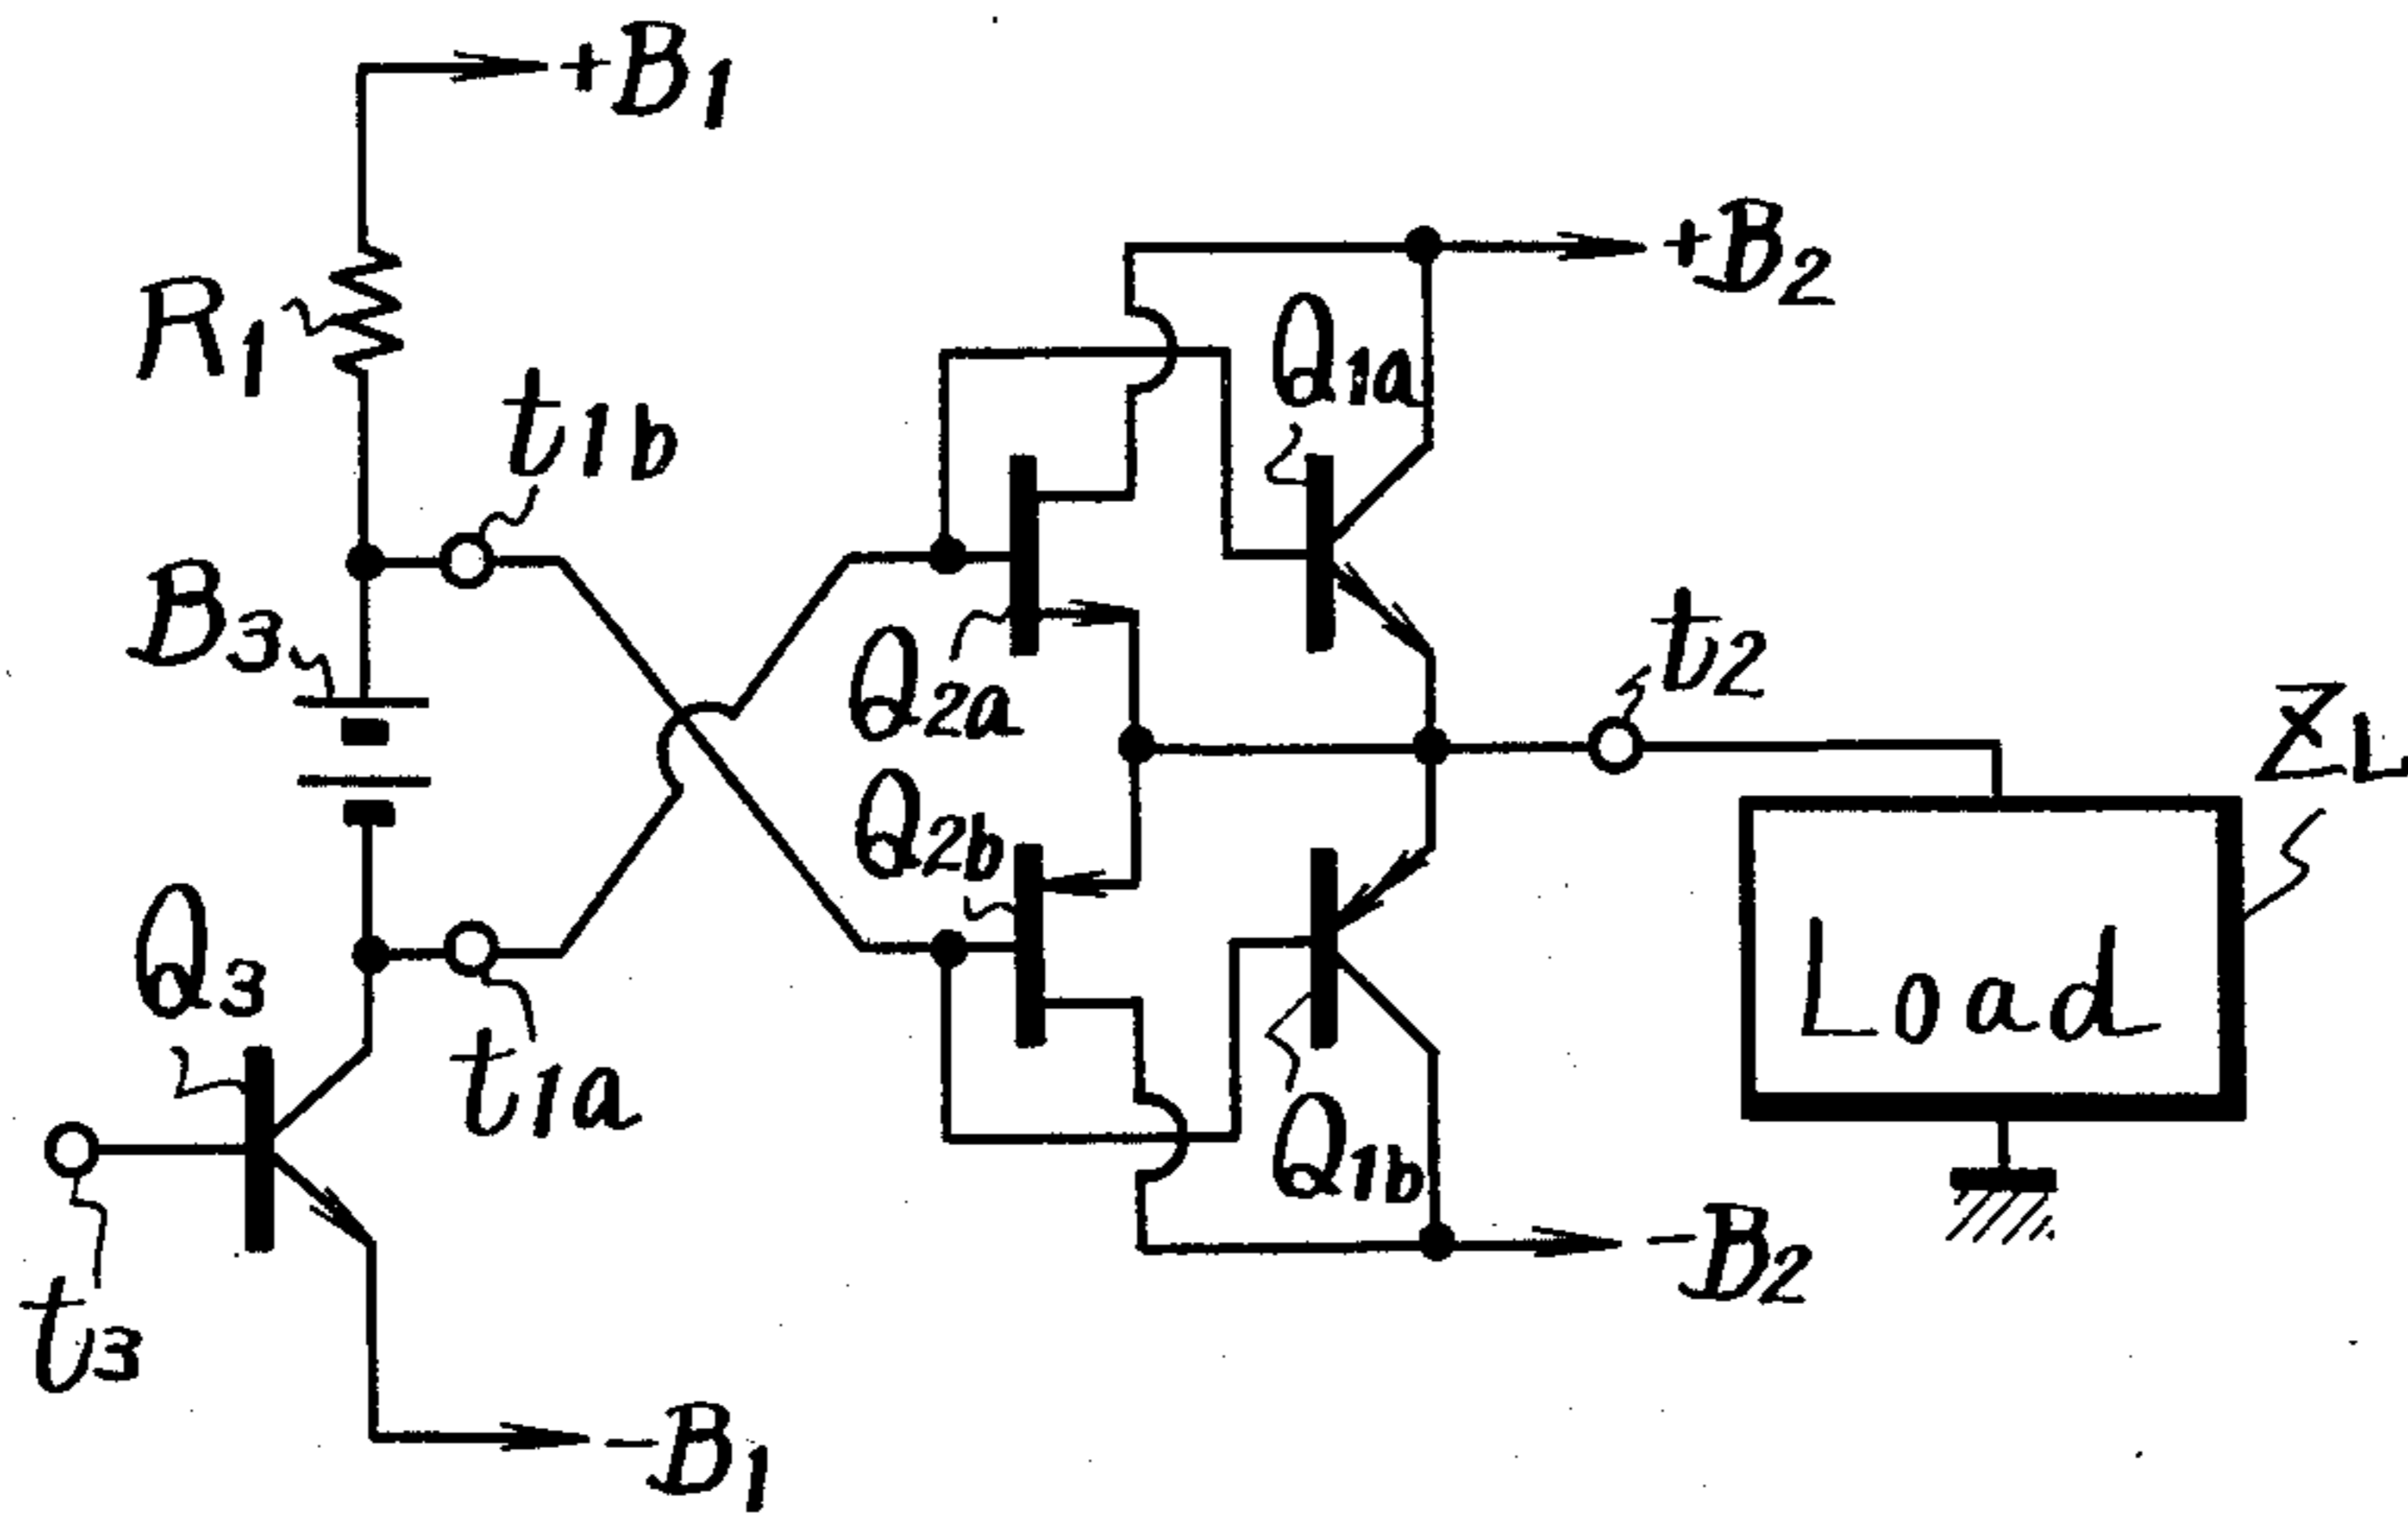 +B1
+B2
R1
Q1a
t1b
B3
t2
Q2a
ZL
Q2b
Q3
Load
t1a
Q1b
-B2
t3
-B1